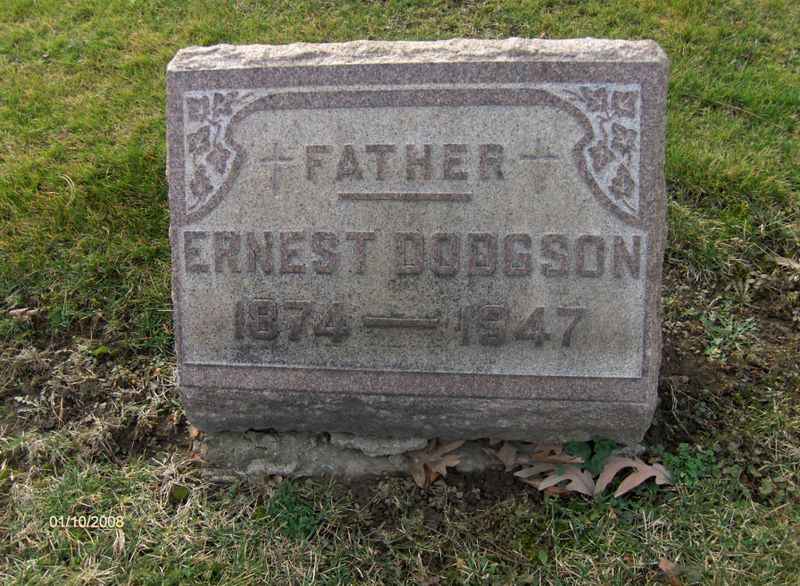 FATHER
ERNEST DODGSON
1874 — 1947
01/10/2008